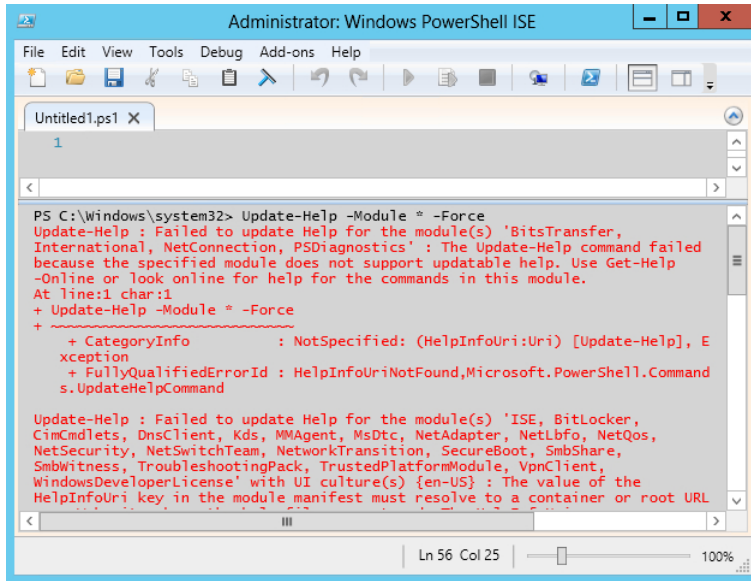 Administrator: Windows PowerShell ISE
File Edit View Tools Debug Add-ons Help
Untitled1.ps1
1
PS C:\Windows\system32> Update-Help -Module * -Force
Update-Help : Failed to update Help for the module(s) 'BitsTransfer,
International, NetConnection, PSDiagnostics' : The Update-Help command failed
because the specified module does not support updatable help. Use Get-Help
-Online or look online for help for the commands in this module.
At line:1 char:1
+ Update-Help -Module * -Force
+ ~~~~~~~~~~~~~~~~~~~~~~~~~~~~
+ CategoryInfo : NotSpecified: (HelpInfoUri:Uri) [Update-Help], E
xception
+ FullyQualifiedErrorId : HelpInfoUriNotFound,Microsoft.PowerShell.Command
s.UpdateHelpCommand
Update-Help : Failed to update Help for the module(s) 'ISE, BitLocker,
CimCmdlets, DnsClient, Kds, MMAgent, MsDtc, NetAdapter, NetLbfo, NetQos,
NetSecurity, NetSwitchTeam, NetworkTransition, SecureBoot, SmbShare,
SmbWitness, TroubleshootingPack, TrustedPlatformModule, VpnClient,
WindowsDeveloperLicense' with UI culture(s) {en-US} : The value of the
HelpInfoUri key in the module manifest must resolve to a container or root URL
Ln 56 Col 25
100%